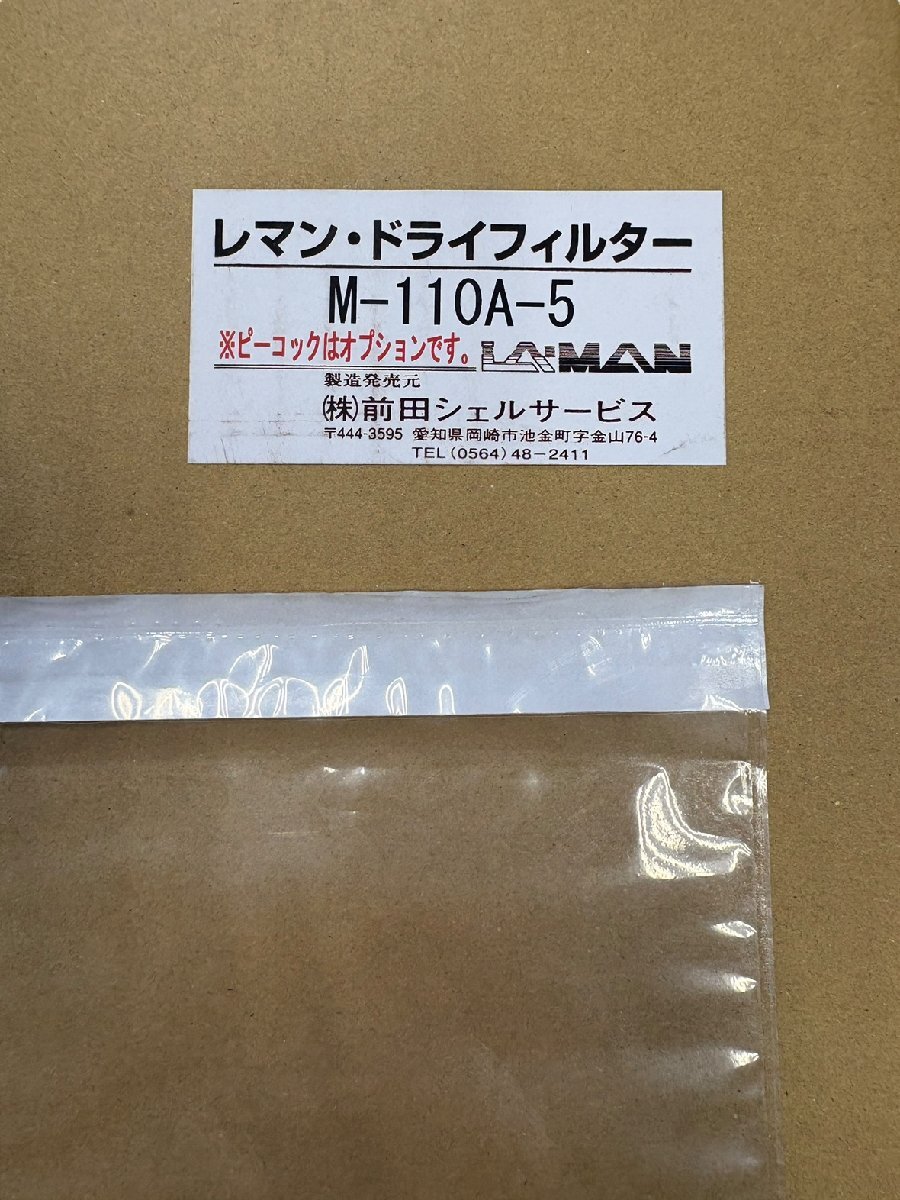 レマン・ドライフィルター
M-110A-5
※ピーコックはオプションです。 LA'MAN
製造発売元
㈱前田シェルサービス
〒444-3595 愛知県岡崎市池金町字金山76-4
TEL(0564)48-2411